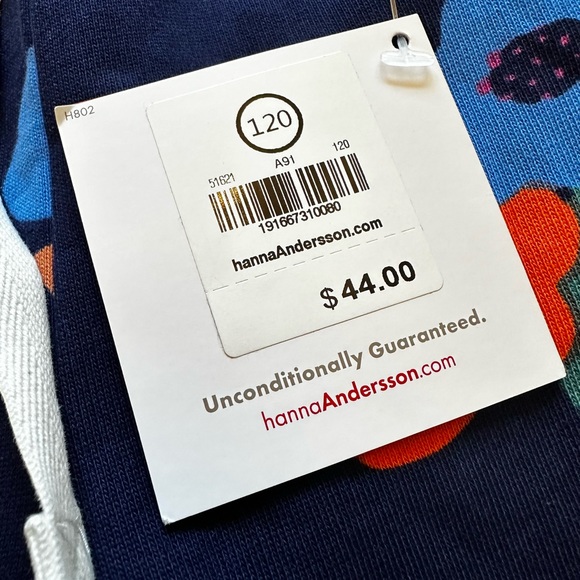 H802
120
51621 A91 120
191667310080
hannaAndersson.com
$ 44.00
Unconditionally Guaranteed.
hannaAndersson.com